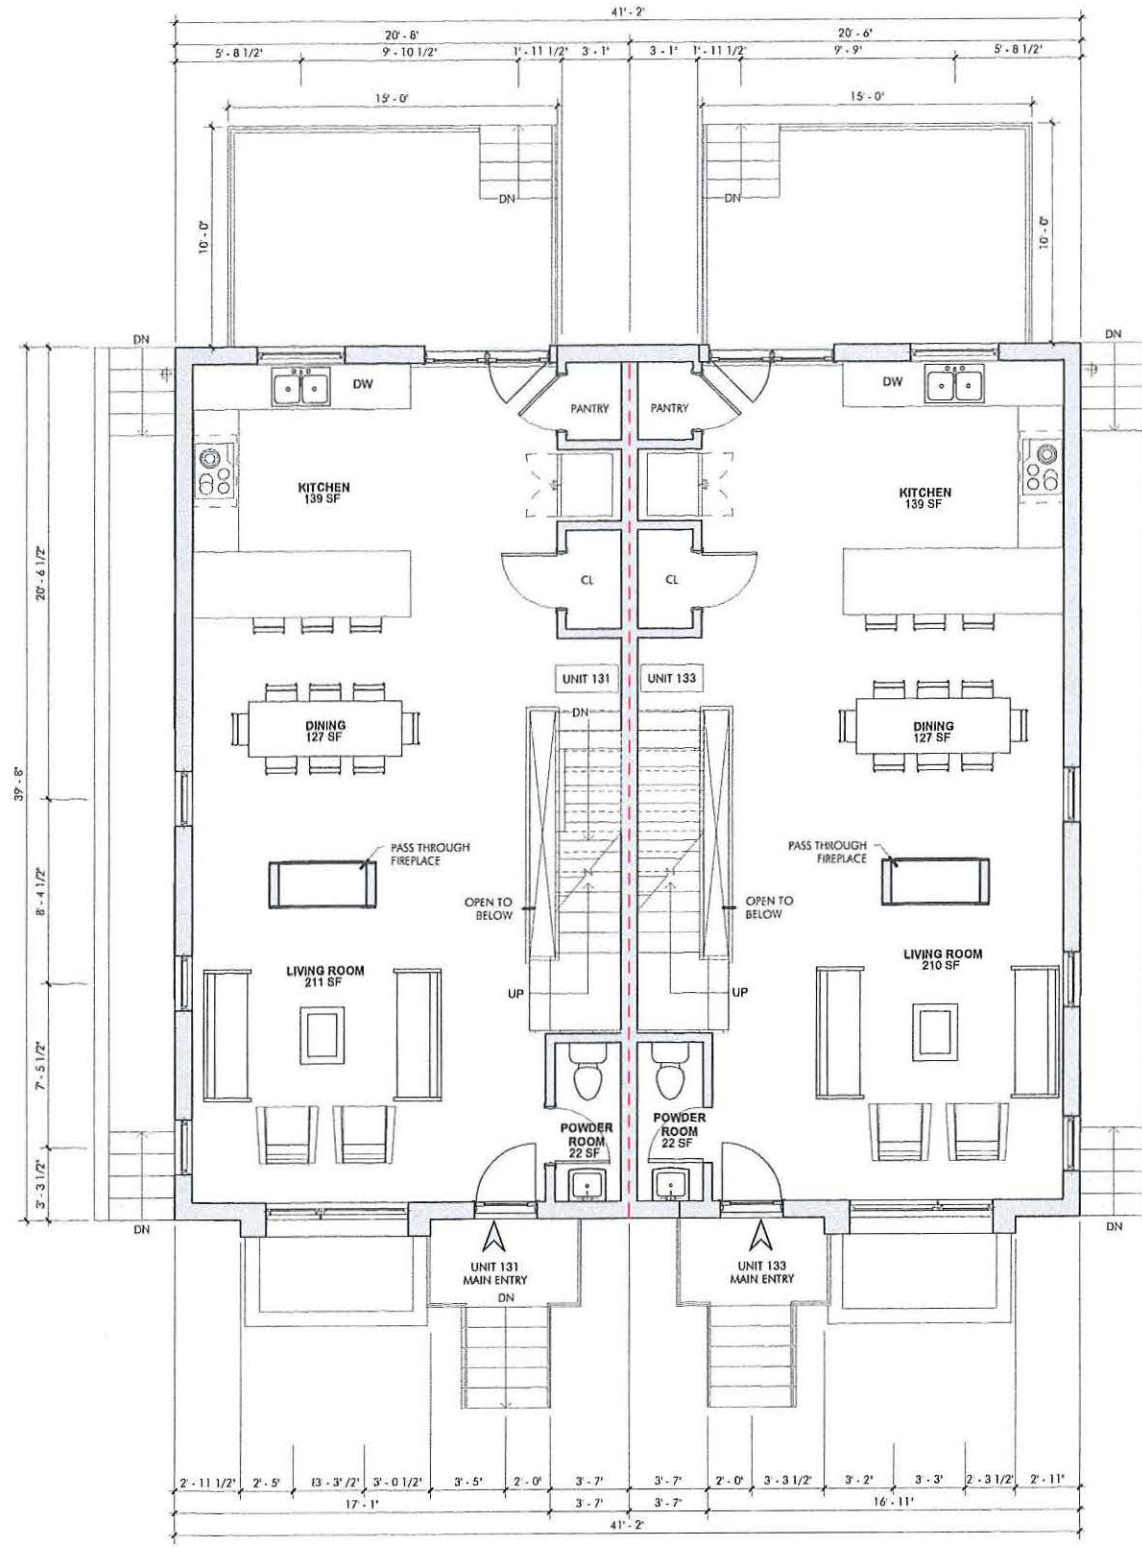 41' - 2"
20' - 8"
20' - 6"
5' - 8 1/2"
9' - 10 1/2"
1' - 11 1/2"
3' - 1"
3' - 1"
1' - 11 1/2"
9' - 9"
5' - 8 1/2"
15' - 0"
15' - 0"
10' - 0"
10' - 0"
DN
DN
DN
DN
DW
DW
PANTRY
PANTRY
KITCHEN
139 SF
KITCHEN
139 SF
20' - 6 1/2"
CL
CL
UNIT 131
UNIT 133
DN
DINING
127 SF
DINING
127 SF
39' - 8"
PASS THROUGH
FIREPLACE
PASS THROUGH
FIREPLACE
8' - 4 1/2"
OPEN TO
BELOW
OPEN TO
BELOW
LIVING ROOM
211 SF
LIVING ROOM
210 SF
UP
UP
7' - 5 1/2"
POWDER
ROOM
22 SF
POWDER
ROOM
22 SF
3' - 3 1/2"
DN
DN
UNIT 131
MAIN ENTRY
UNIT 133
MAIN ENTRY
DN
2' - 11 1/2"
2' - 5"
3' - 0 1/2"
3' - 5"
2' - 0"
3' - 7"
3' - 7"
2' - 0"
3' - 3 1/2"
3' - 2"
3' - 3"
2' - 3 1/2"
2' - 11"
17' - 1"
3' - 7"
3' - 7"
16' - 11"
41' - 2"